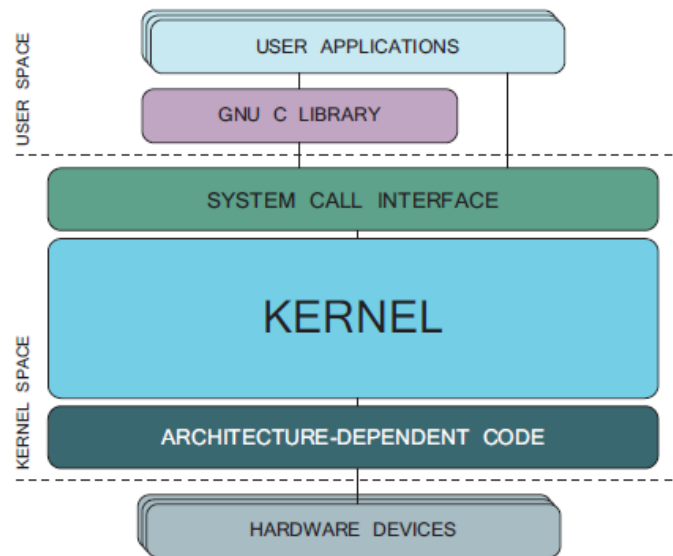 USER SPACE
USER APPLICATIONS
GNU C LIBRARY
KERNEL SPACE
SYSTEM CALL INTERFACE
KERNEL
ARCHITECTURE-DEPENDENT CODE
HARDWARE DEVICES